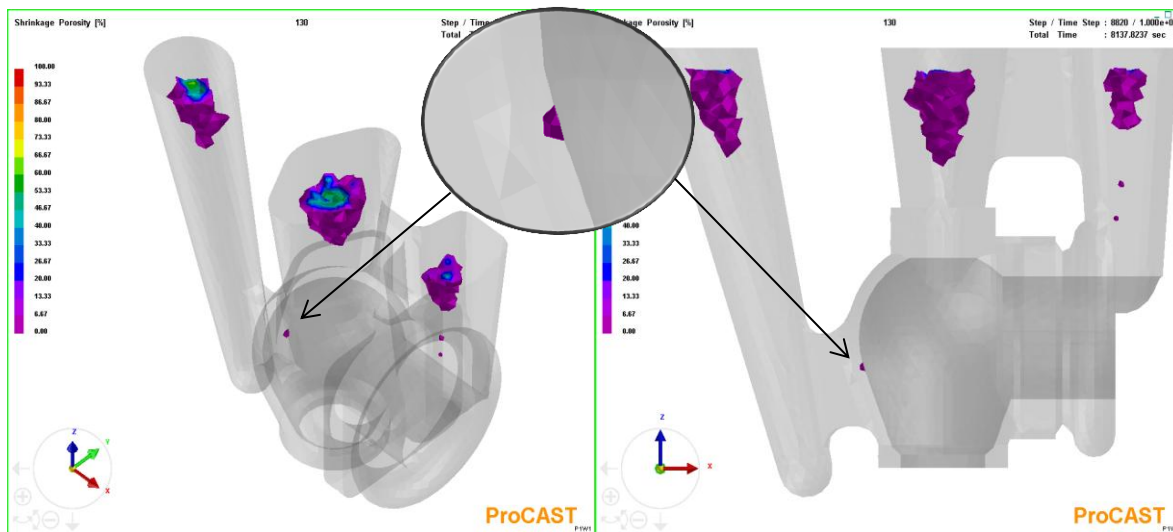 Shrinkage Porosity [%]
130
Step / Time S
Total Time
100.00
93.33
86.67
80.00
73.33
66.67
60.00
53.33
46.67
40.00
33.33
26.67
20.00
13.33
6.67
0.00
Z
Y
X
ProCAST
P1W1
hrinkage Porosity [%]
130
Step / Time Step : 8820 / 1.000e+0
Total Time : 8137.8237 sec
40.00
33.33
26.67
20.00
13.33
6.67
0.00
Z
X
ProCAST